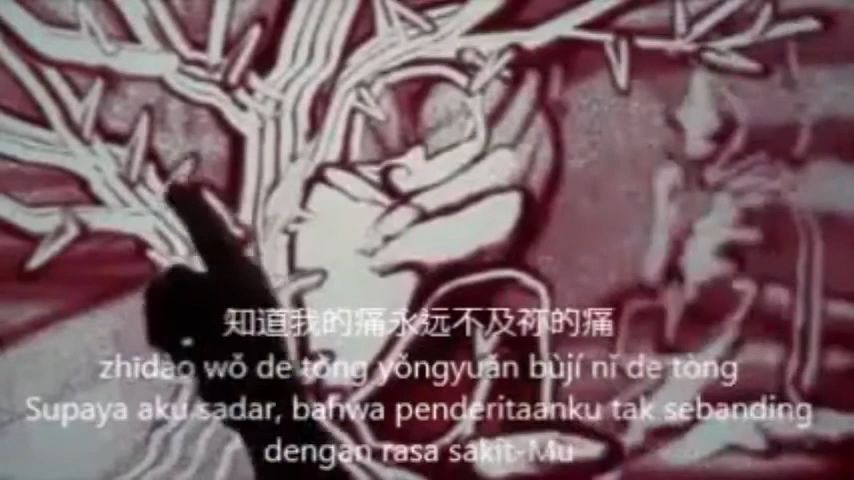 知道我的痛永远不及祢的痛
zhīdào wǒ de tòng yǒngyuǎn bùjí nǐ de tòng
Supaya aku sadar, bahwa penderitaanku tak sebanding
dengan rasa sakit-Mu